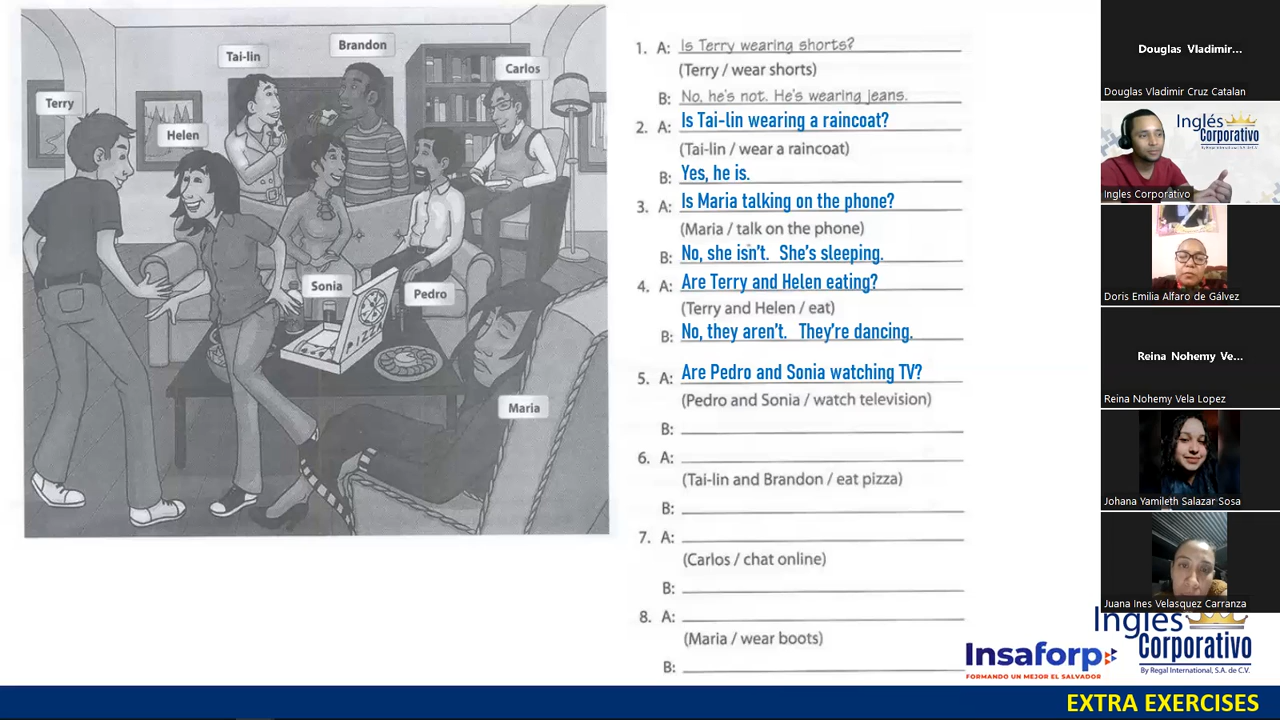 Terry
Helen
Tai-lin
Brandon
Carlos
Sonia
Pedro
Maria
PIZZA
1. A: Is Terry wearing shorts?
(Terry / wear shorts)
B: No, he's not. He's wearing jeans.
2. A: Is Tai-lin wearing a raincoat?
(Tai-lin / wear a raincoat)
B: Yes, he is.
3. A: Is Maria talking on the phone?
(Maria / talk on the phone)
B: No, she isn't. She's sleeping.
4. A: Are Terry and Helen eating?
(Terry and Helen / eat)
B: No, they aren't. They're dancing.
5. A: Are Pedro and Sonia watching TV?
(Pedro and Sonia / watch television)
B:
6. A:
(Tai-lin and Brandon / eat pizza)
B:
7. A:
(Carlos / chat online)
B:
8. A:
(Maria / wear boots)
B:
Insaforp
FORMANDO UN MEJOR EL SALVADOR
Inglés
Corporativo
By Regal International, S.A. de C.V.
EXTRA EXERCISES
Douglas Vladimir...
Douglas Vladimir Cruz Catalan
Inglés
Corporativo
By Regal International, S.A. de C.V.
Ingles Corporativo
Doris Emilia Alfaro de Gálvez
Reina Nohemy Ve...
Reina Nohemy Vela Lopez
Johana Yamileth Salazar Sosa
Juana Ines Velasquez Carranza